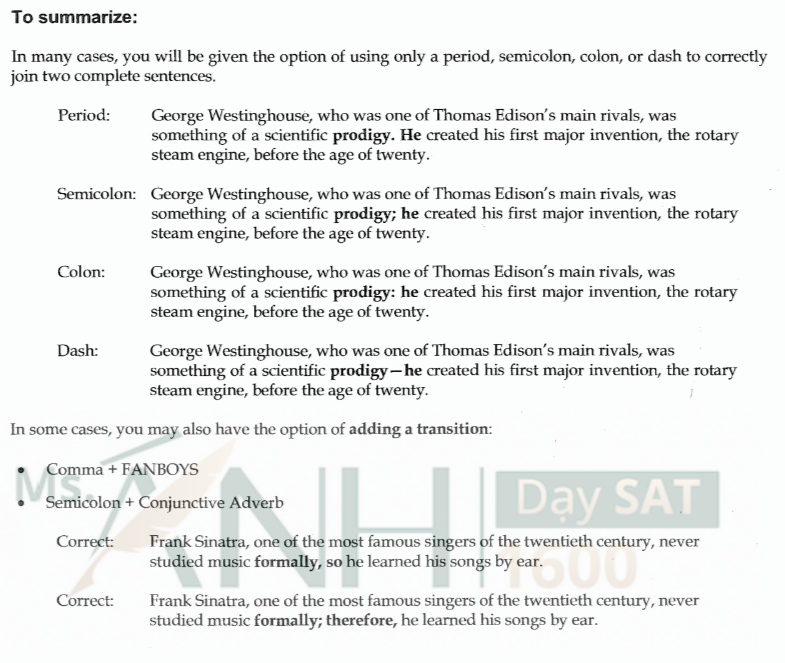 To summarize:
In many cases, you will be given the option of using only a period, semicolon, colon, or dash to correctly
join two complete sentences.
Period: George Westinghouse, who was one of Thomas Edison's main rivals, was
something of a scientific prodigy. He created his first major invention, the rotary
steam engine, before the age of twenty.
Semicolon: George Westinghouse, who was one of Thomas Edison's main rivals, was
something of a scientific prodigy; he created his first major invention, the rotary
steam engine, before the age of twenty.
Colon: George Westinghouse, who was one of Thomas Edison's main rivals, was
something of a scientific prodigy: he created his first major invention, the rotary
steam engine, before the age of twenty.
Dash: George Westinghouse, who was one of Thomas Edison's main rivals, was
something of a scientific prodigy—he created his first major invention, the rotary
steam engine, before the age of twenty.
In some cases, you may also have the option of adding a transition:
• Comma + FANBOYS
• Semicolon + Conjunctive Adverb
Ms. ANH Dạy SAT
1600
Correct: Frank Sinatra, one of the most famous singers of the twentieth century, never
studied music formally, so he learned his songs by ear.
Correct: Frank Sinatra, one of the most famous singers of the twentieth century, never
studied music formally; therefore, he learned his songs by ear.